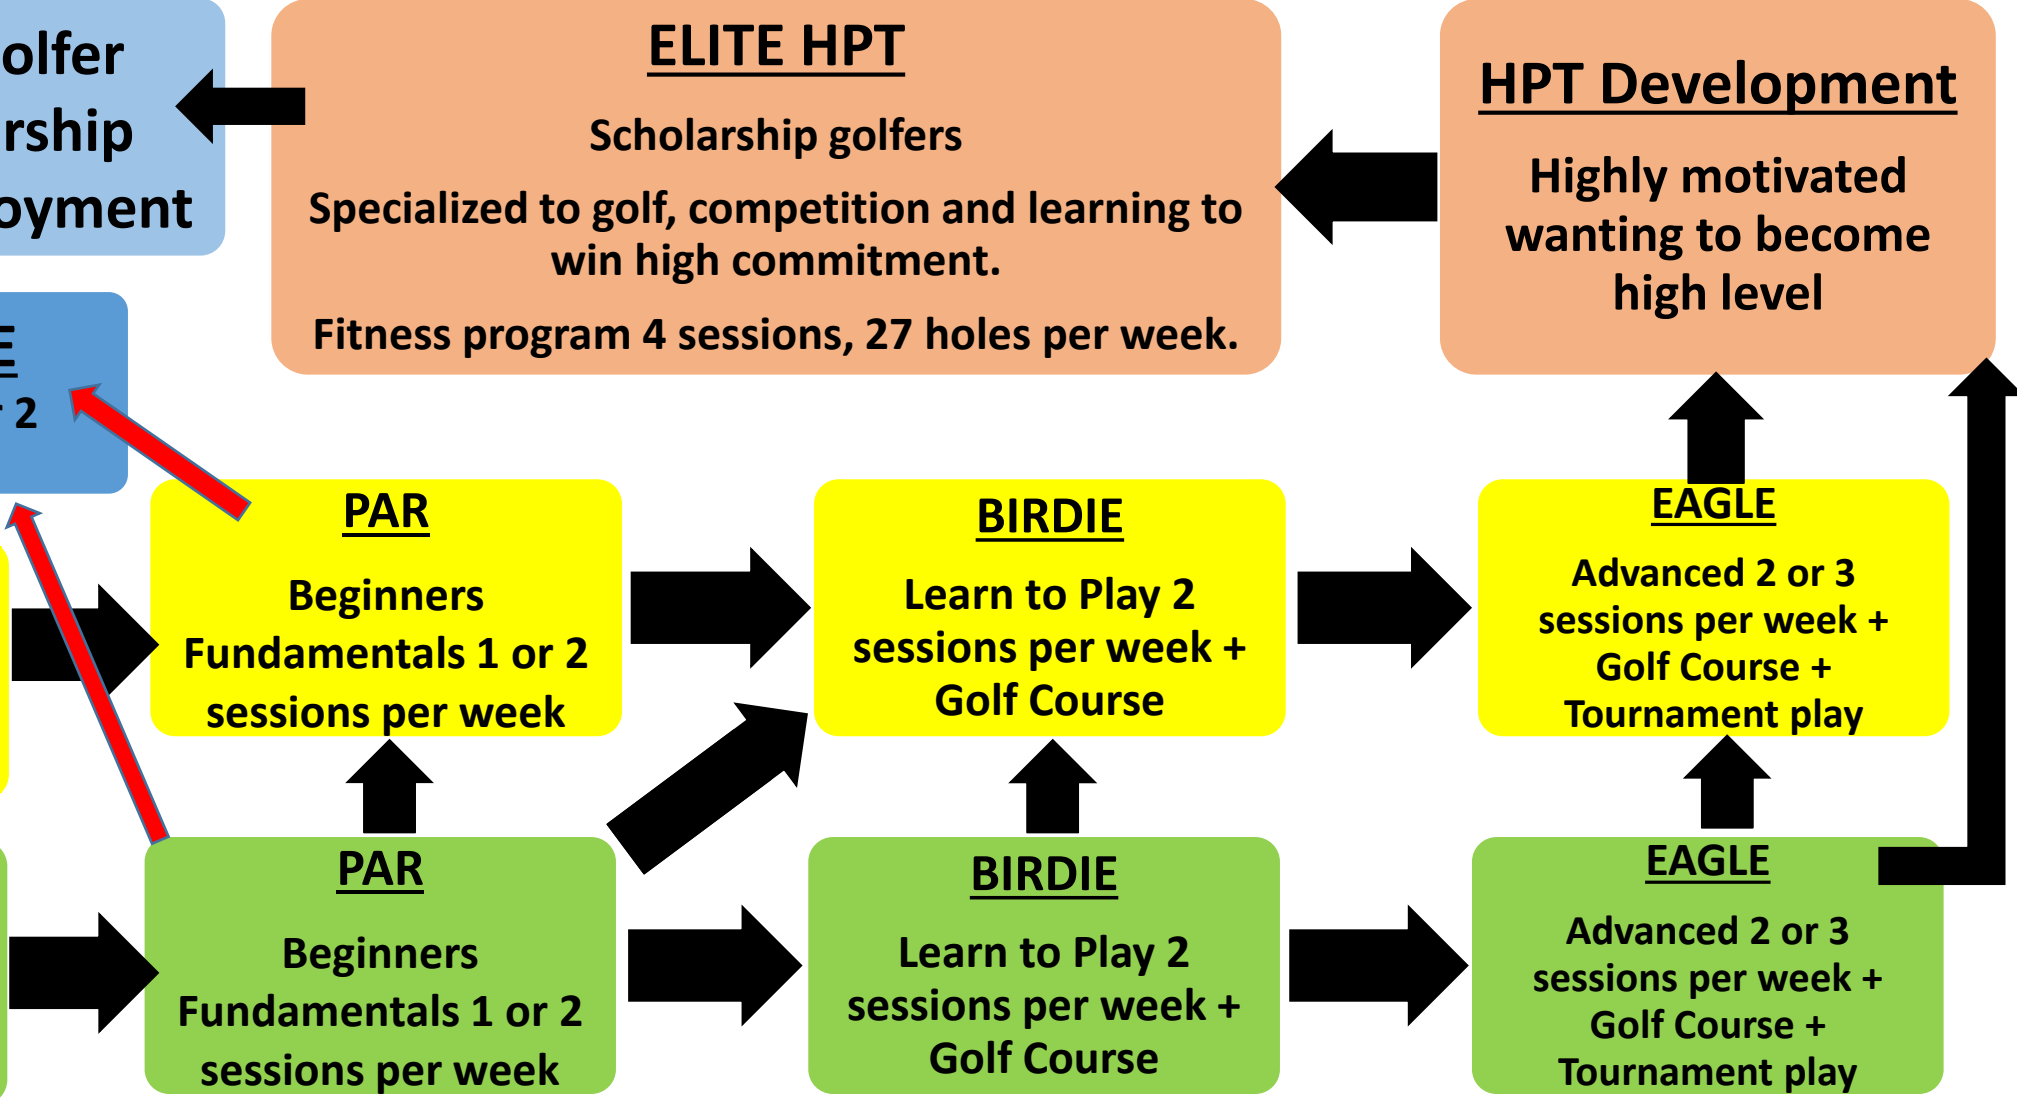 olfer
rship
oyment
ELITE HPT
Scholarship golfers
Specialized to golf, competition and learning to
win high commitment.
Fitness program 4 sessions, 27 holes per week.
HPT Development
Highly motivated
wanting to become
high level
E
2
PAR
Beginners
Fundamentals 1 or 2
sessions per week
BIRDIE
Learn to Play 2
sessions per week +
Golf Course
EAGLE
Advanced 2 or 3
sessions per week +
Golf Course +
Tournament play
PAR
Beginners
Fundamentals 1 or 2
sessions per week
BIRDIE
Learn to Play 2
sessions per week +
Golf Course
EAGLE
Advanced 2 or 3
sessions per week +
Golf Course +
Tournament play